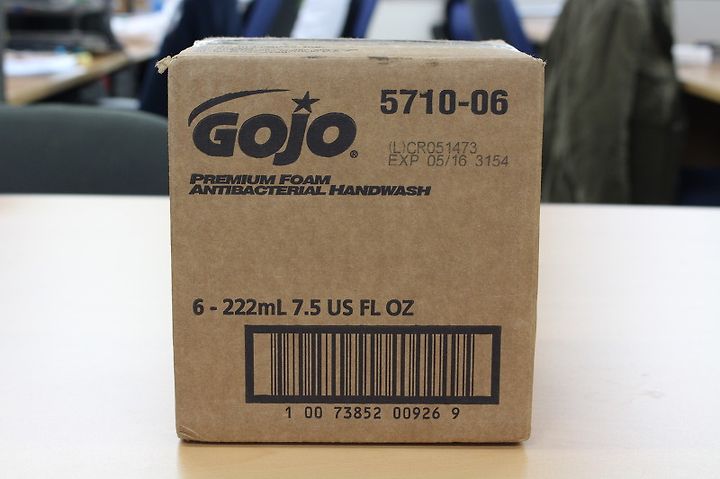 GOJO®
5710-06
(L)CR051473
EXP 05/16 3154
PREMIUM FOAM
ANTIBACTERIAL HANDWASH
6 - 222mL 7.5 US FL OZ
1 00 73852 00926 9